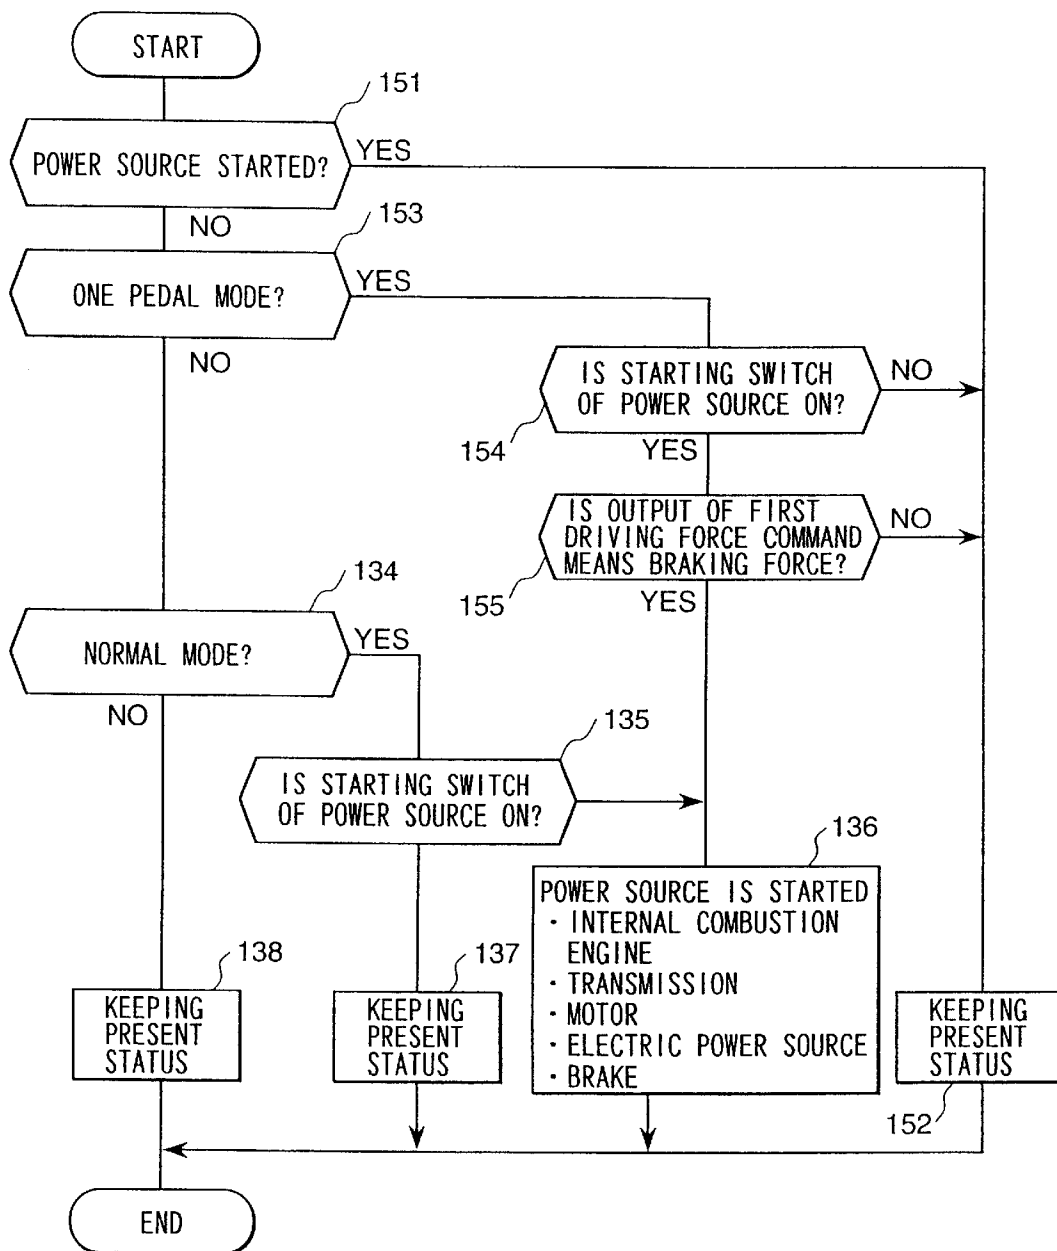 START
151
POWER SOURCE STARTED?
YES
NO
153
ONE PEDAL MODE?
YES
NO
IS STARTING SWITCH
OF POWER SOURCE ON?
NO
154
YES
IS OUTPUT OF FIRST
DRIVING FORCE COMMAND
MEANS BRAKING FORCE?
NO
155
YES
134
NORMAL MODE?
YES
NO
135
IS STARTING SWITCH
OF POWER SOURCE ON?
136
POWER SOURCE IS STARTED
· INTERNAL COMBUSTION
ENGINE
· TRANSMISSION
· MOTOR
· ELECTRIC POWER SOURCE
· BRAKE
138
KEEPING
PRESENT
STATUS
137
KEEPING
PRESENT
STATUS
KEEPING
PRESENT
STATUS
152
END